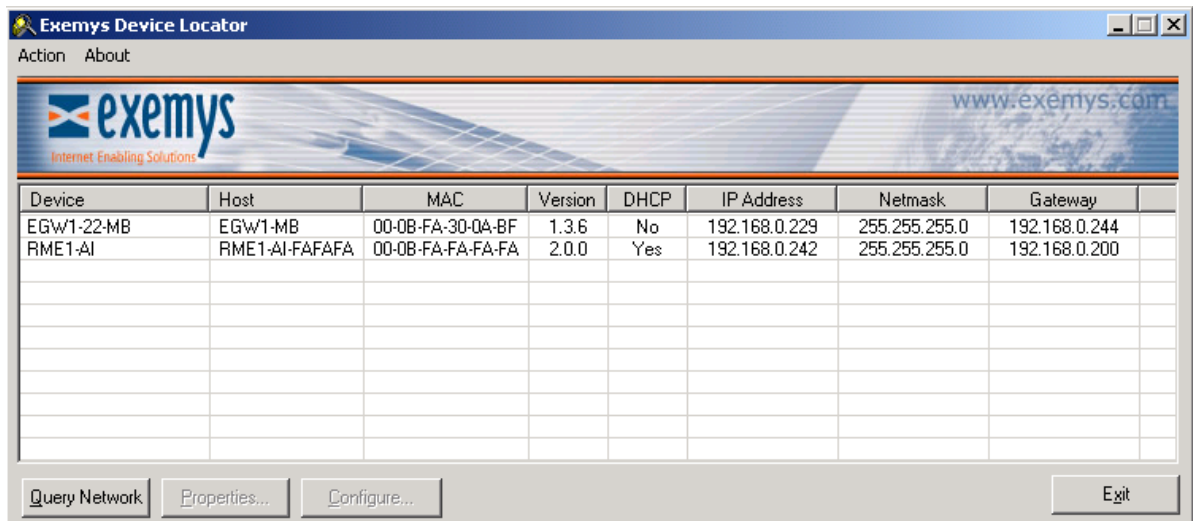 Exemys Device Locator
Action About
exemys
www.exemys.com
Internet Enabling Solutions
Device Host MAC Version DHCP IP Address Netmask Gateway
EGW1-22-MB EGW1-MB 00-0B-FA-30-0A-BF 1.3.6 No 192.168.0.229 255.255.255.0 192.168.0.244
RME1-AI RME1-AI-FAFAFA 00-0B-FA-FA-FA-FA 2.0.0 Yes 192.168.0.242 255.255.255.0 192.168.0.200
Query Network Properties... Configure... Exit